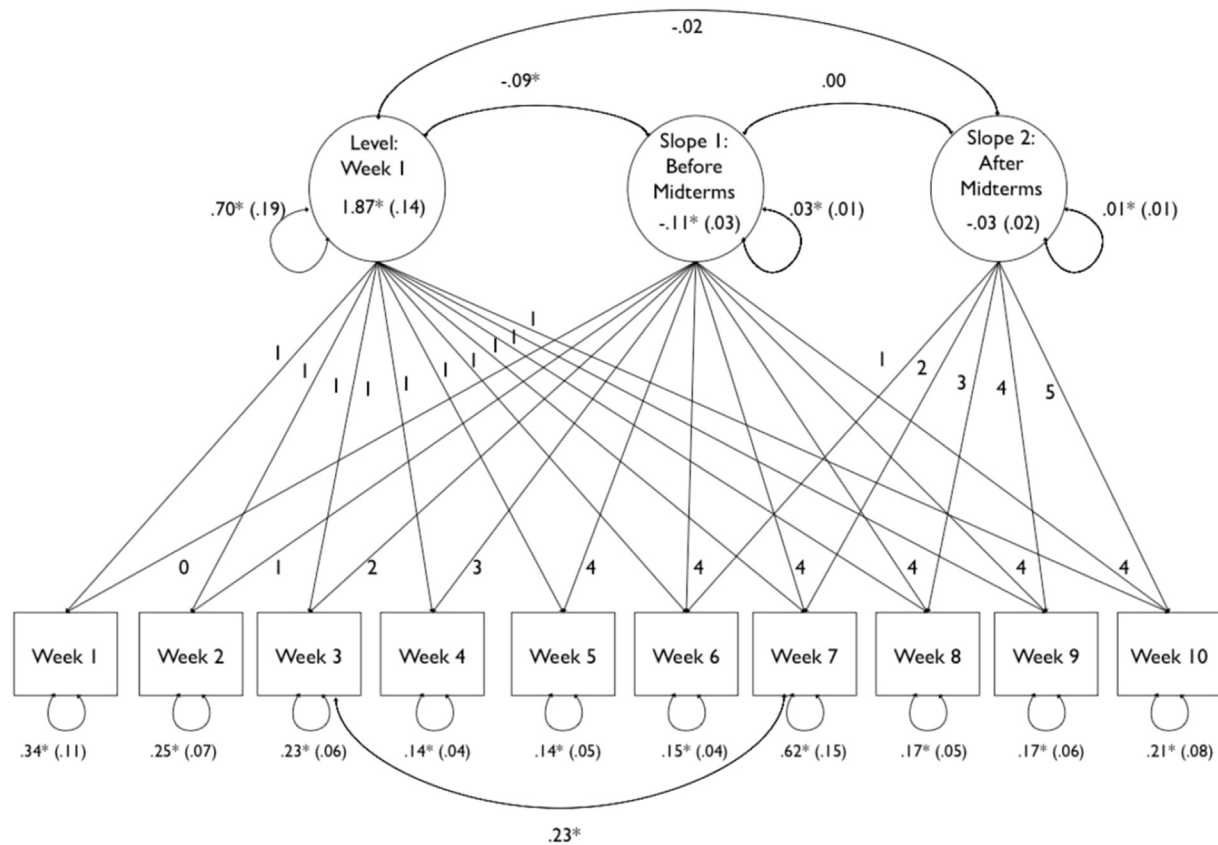 -.02
-.09*
.00
Level:
Week 1
1.87* (.14)
.70* (.19)
Slope 1:
Before
Midterms
-.11* (.03)
.03* (.01)
Slope 2:
After
Midterms
-.03 (.02)
.01* (.01)
1
1
1
1
1
1
1
1
1
1
1
2
3
4
5
0
1
2
3
4
4
4
4
4
4
Week 1
Week 2
Week 3
Week 4
Week 5
Week 6
Week 7
Week 8
Week 9
Week 10
.34* (.11)
.25* (.07)
.23* (.06)
.14* (.04)
.14* (.05)
.15* (.04)
.62* (.15)
.17* (.05)
.17* (.06)
.21* (.08)
.23*